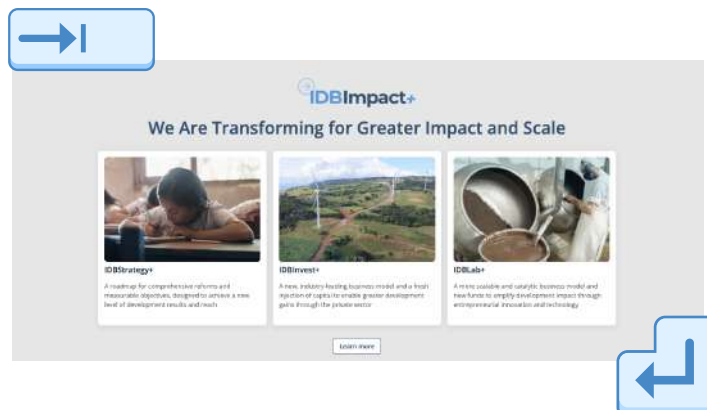 IDBImpact+
We Are Transforming for Greater Impact and Scale
IDBStrategy+
A roadmap for comprehensive reforms and
measurable objectives, designed to achieve a new
level of development results and reach
IDBInvest+
A new, industry-leading business model and a fresh
injection of capital to enable greater development
gains through the private sector
IDBLab+
A more scalable and catalytic business model and
new funds to amplify development impact through
entrepreneurial innovation and technology
Learn more